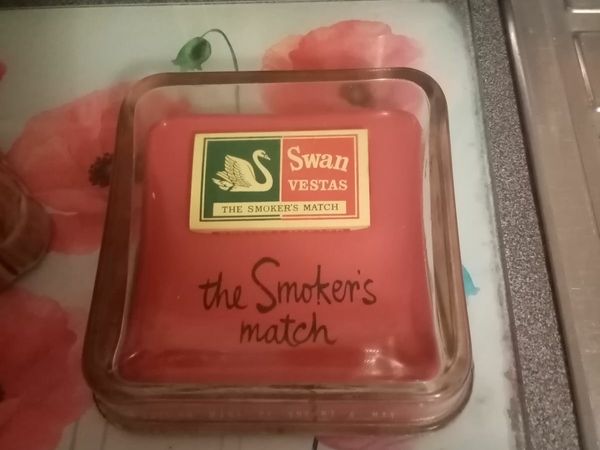 Swan
VESTAS
THE SMOKER'S MATCH
the Smoker's
match